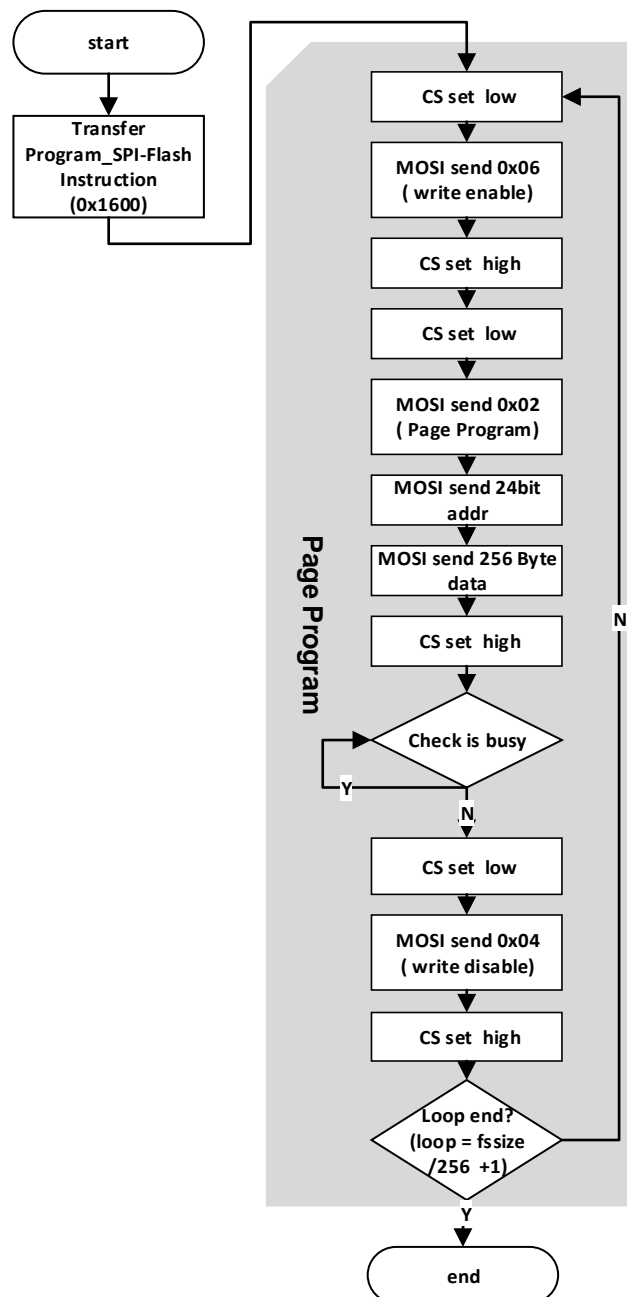 start
Transfer
Program_SPI-Flash
Instruction
(0x1600)
CS set low
MOSI send 0x06
( write enable)
CS set high
CS set low
MOSI send 0x02
( Page Program)
MOSI send 24bit
addr
MOSI send 256 Byte
data
CS set high
Page Program
Check is busy
Y
N
CS set low
MOSI send 0x04
( write disable)
CS set high
Loop end?
(loop = fssize
/256 +1)
N
Y
end